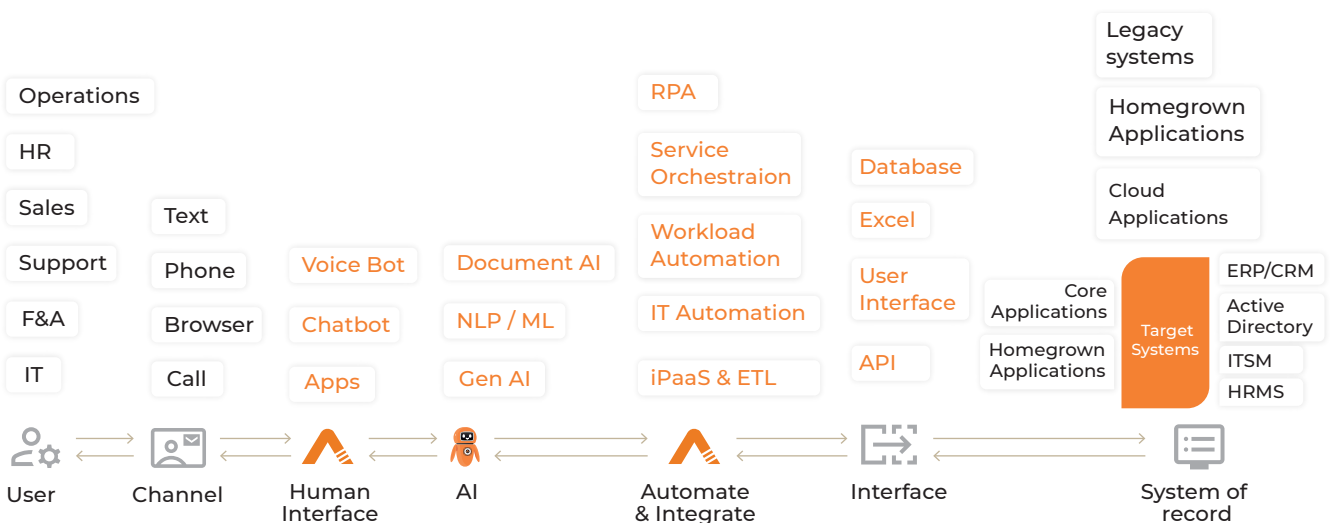 Operations
HR
Sales
Support
F&A
IT
User
Text
Phone
Browser
Call
Channel
Voice Bot
Chatbot
Apps
Human
Interface
Document AI
NLP / ML
Gen AI
AI
RPA
Service
Orchestraion
Workload
Automation
IT Automation
iPaaS & ETL
Automate
& Integrate
Database
Excel
User
Interface
API
Interface
Legacy
systems
Homegrown
Applications
Cloud
Applications
Core
Applications
Homegrown
Applications
Target
Systems
ERP/CRM
Active
Directory
ITSM
HRMS
System of
record